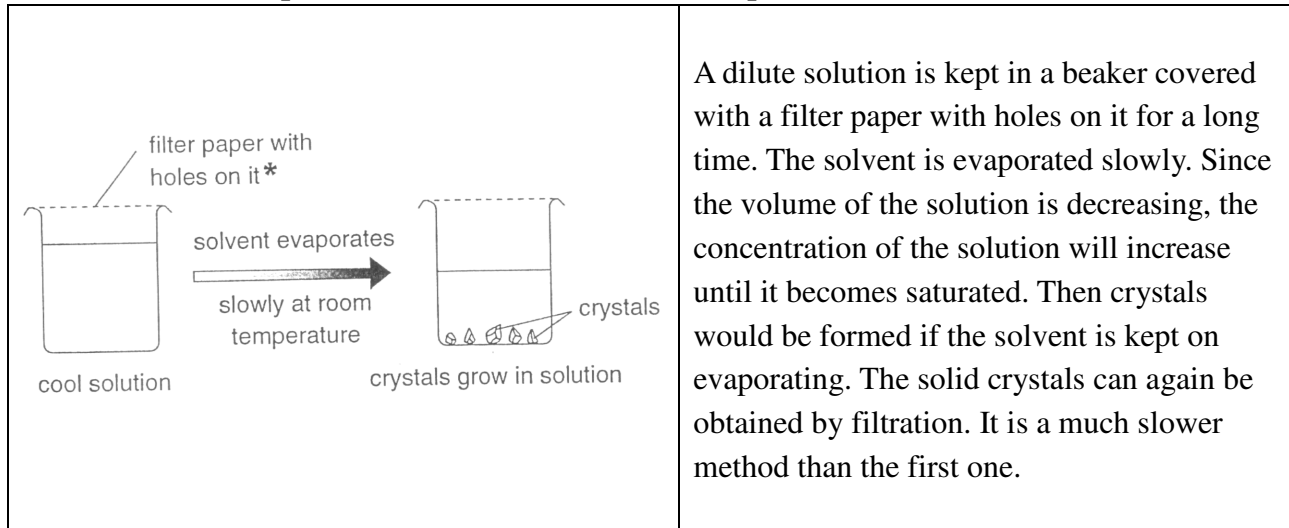 filter paper with
holes on it*
solvent evaporates
slowly at room
temperature
crystals
cool solution
crystals grow in solution
A dilute solution is kept in a beaker covered
with a filter paper with holes on it for a long
time. The solvent is evaporated slowly. Since
the volume of the solution is decreasing, the
concentration of the solution will increase
until it becomes saturated. Then crystals
would be formed if the solvent is kept on
evaporating. The solid crystals can again be
obtained by filtration. It is a much slower
method than the first one.